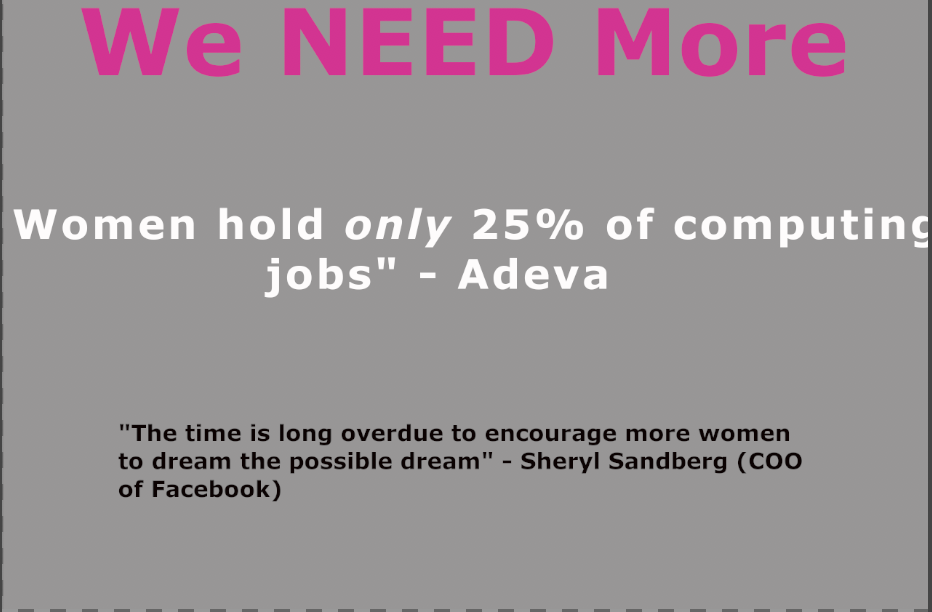 We NEED More
Women hold only 25% of computing
jobs" - Adeva
"The time is long overdue to encourage more women
to dream the possible dream" - Sheryl Sandberg (COO
of Facebook)